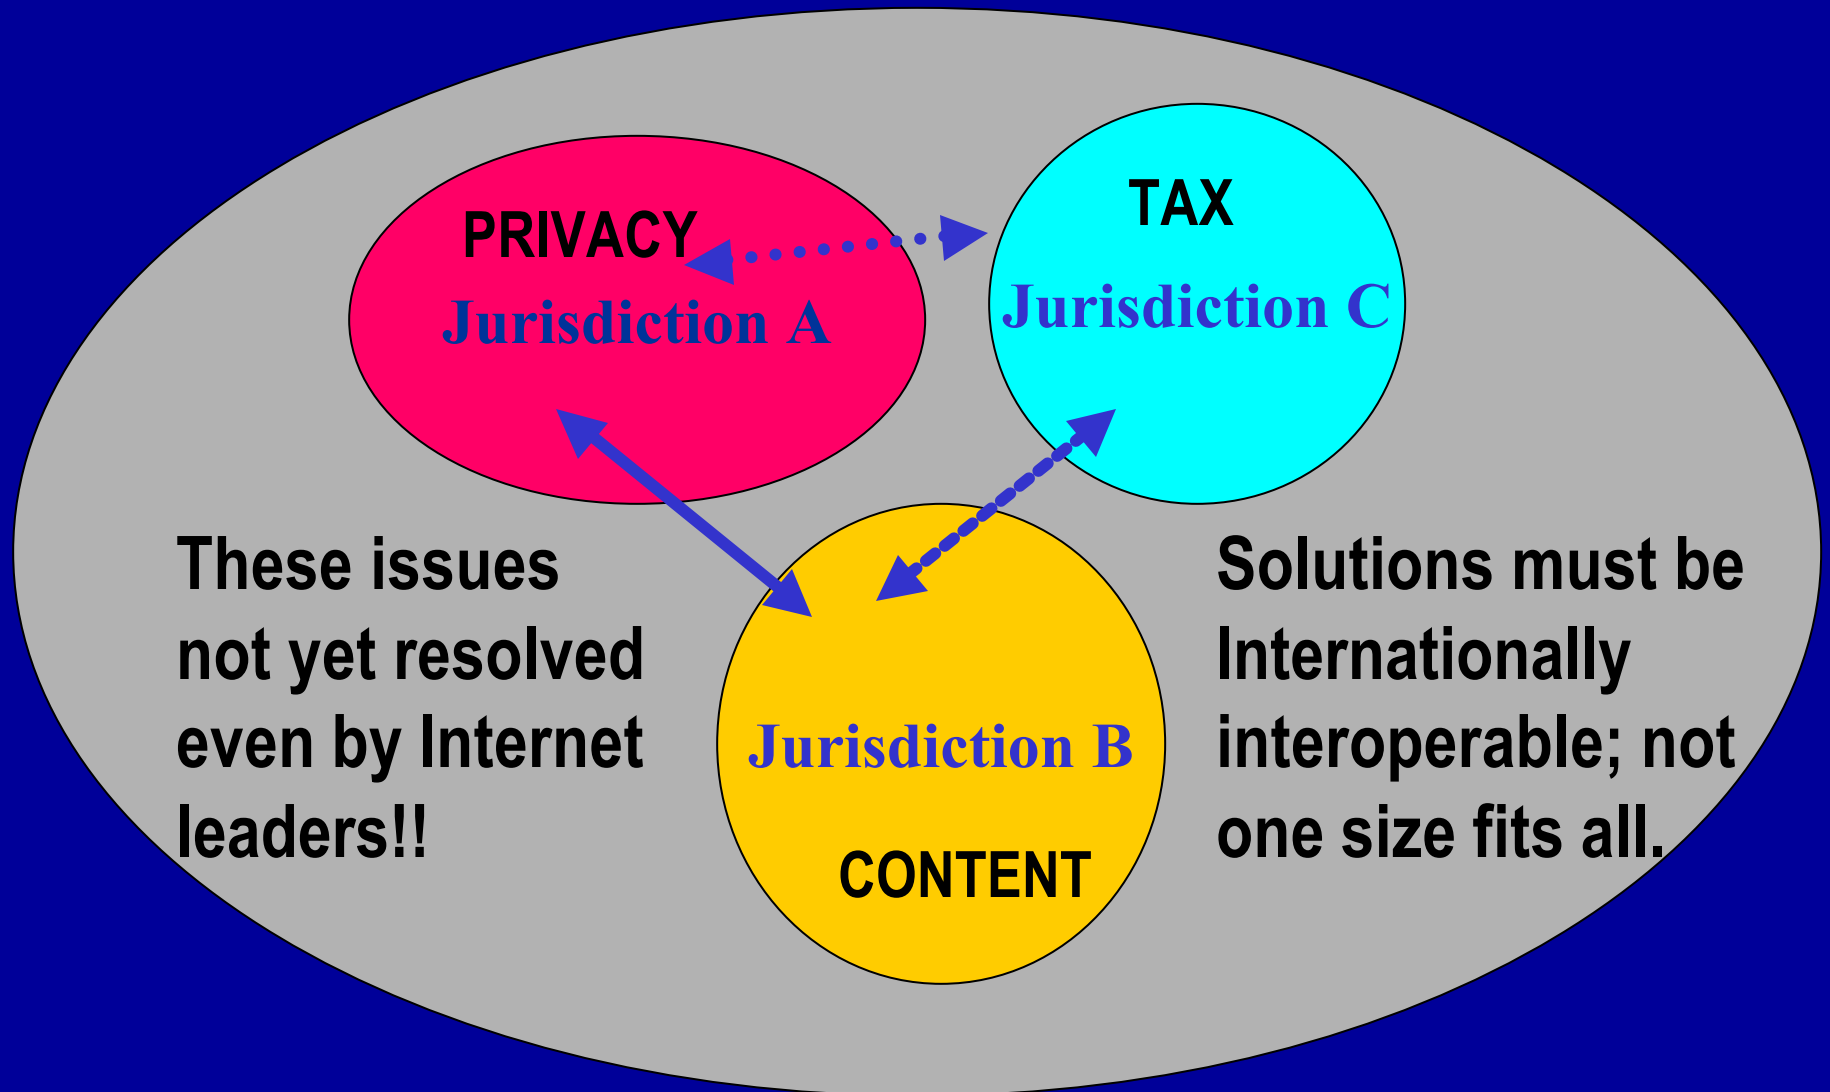 PRIVACY
Jurisdiction A
TAX
Jurisdiction C
These issues
not yet resolved
even by Internet
leaders!!
Jurisdiction B
CONTENT
Solutions must be
Internationally
interoperable; not
one size fits all.